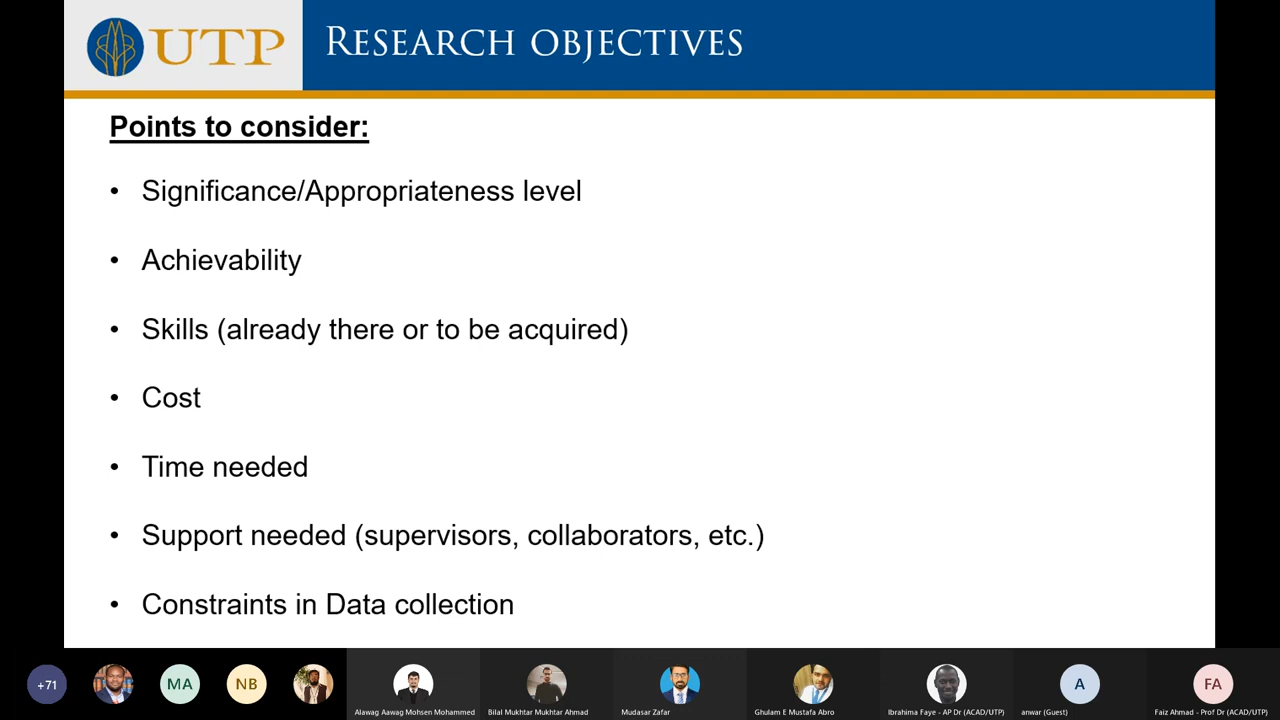 UTP
RESEARCH OBJECTIVES
Points to consider:
• Significance/Appropriateness level
• Achievability
• Skills (already there or to be acquired)
• Cost
• Time needed
• Support needed (supervisors, collaborators, etc.)
• Constraints in Data collection
+71
MA
NB
A
FA
Alawag Aawag Mohsen Mohammed
Bilal Mukhtar Mukhtar Ahmad
Mudasar Zafar
Ghulam E Mustafa Abro
Ibrahima Faye - AP Dr (ACAD/UTP)
anwar (Guest)
Faiz Ahmad - Prof Dr (ACAD/UTP)